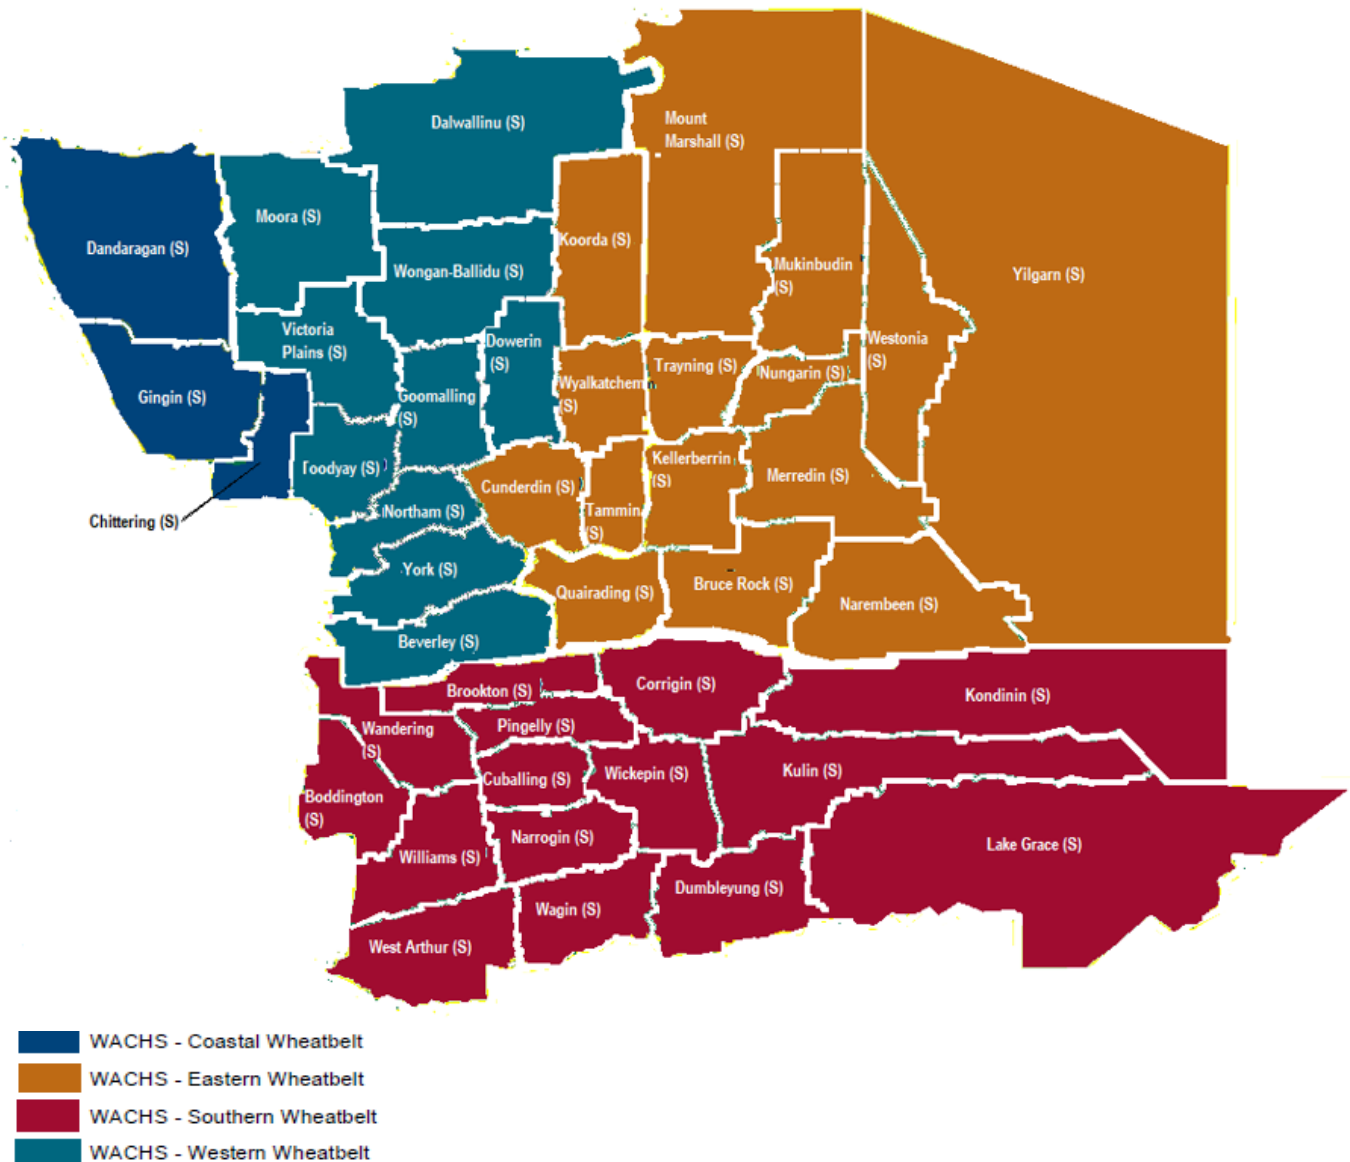 Mount
Marshall (S)
Dalwallinu (S)
Moora (S)
Dandaragan (S)
Koorda (S)
Wongan-Ballidu (S)
Mukinbudin
(S)
Yilgarn (S)
Victoria
Plains (S)
Dowerin
(S)
Westonia
(S)
Trayning (S)
Nungarin (S)
Wyalkatchem
(S)
Gingin (S)
Goomalling
(S)
Toodyay (S)
Kellerberrin
(S)
Merredin (S)
Cunderdin (S)
Chittering (S)
Northam (S)
Tammin
(S)
York (S)
Quairading (S)
Bruce Rock (S)
Narembeen (S)
Beverley (S)
Brookton (S)
Corrigin (S)
Kondinin (S)
Wandering
(S)
Pingelly (S)
Cuballing (S)
Wickepin (S)
Kulin (S)
Boddington
(S)
Narrogin (S)
Williams (S)
Lake Grace (S)
Dumbleyung (S)
Wagin (S)
West Arthur (S)
WACHS - Coastal Wheatbelt
WACHS - Eastern Wheatbelt
WACHS - Southern Wheatbelt
WACHS - Western Wheatbelt